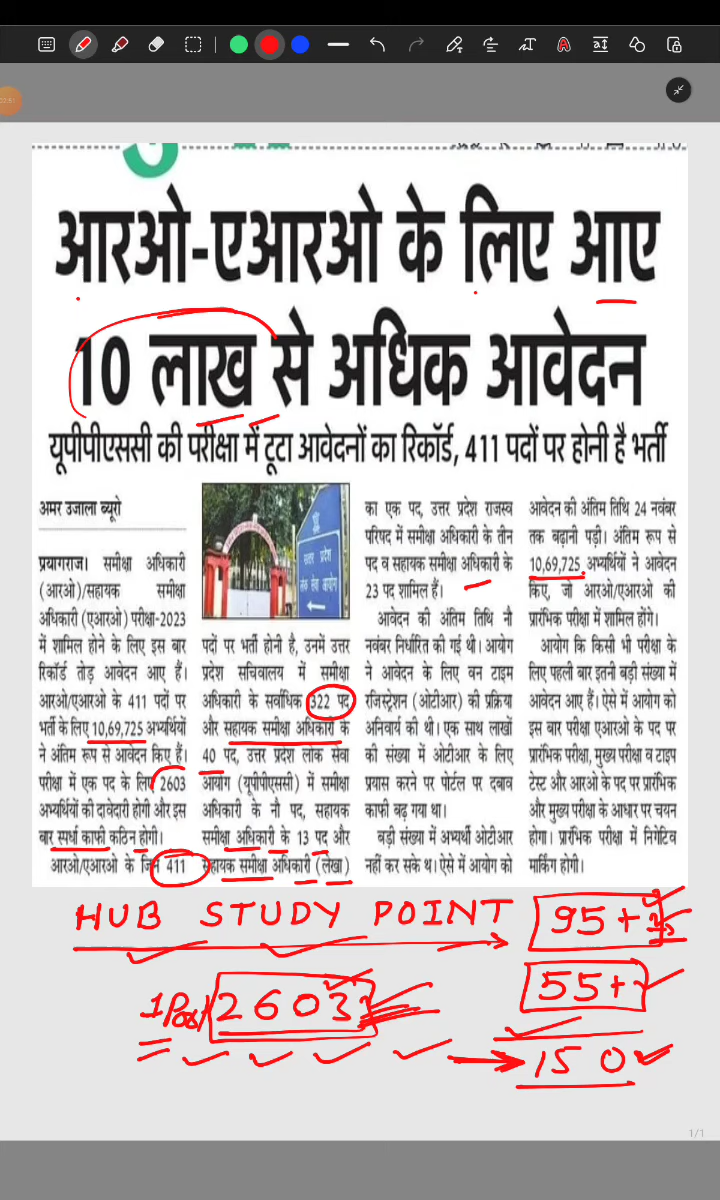 आरओ-एआरओ के लिए आए
10 लाख से अधिक आवेदन
यूपीपीएससी की परीक्षा में टूटा आवेदनों का रिकॉर्ड, 411 पदों पर होनी है भर्ती
अमर उजाला ब्यूरो
प्रयागराज। समीक्षा अधिकारी
(आरओ)/सहायक समीक्षा
अधिकारी (एआरओ) परीक्षा-2023
में शामिल होने के लिए इस बार
रिकॉर्ड तोड़ आवेदन आए हैं।
आरओ/एआरओ के 411 पदों पर
भर्ती के लिए 10,69,725 अभ्यर्थियों
ने अंतिम रूप से आवेदन किए हैं।
परीक्षा में एक पद के लिए 2603
अभ्यर्थियों की दावेदारी होगी और इस
बार स्पर्धा काफी कठिन होगी।
आरओ/एआरओ के जिन 411
उत्तर प्रदेश
लोक सेवा आयोग
पदों पर भर्ती होनी है, उनमें उत्तर
प्रदेश सचिवालय में समीक्षा
अधिकारी के सर्वाधिक 322 पद
और सहायक समीक्षा अधिकारी के
40 पद, उत्तर प्रदेश लोक सेवा
आयोग (यूपीपीएससी) में समीक्षा
अधिकारी के नौ पद, सहायक
समीक्षा अधिकारी के 13 पद और
सहायक समीक्षा अधिकारी (लेखा)
का एक पद, उत्तर प्रदेश राजस्व
परिषद में समीक्षा अधिकारी के तीन
पद व सहायक समीक्षा अधिकारी के
23 पद शामिल हैं।
आवेदन की अंतिम तिथि नौ
नवंबर निर्धारित की गई थी। आयोग
ने आवेदन के लिए वन टाइम
रजिस्ट्रेशन (ओटीआर) की प्रक्रिया
अनिवार्य की थी। एक साथ लाखों
की संख्या में ओटीआर के लिए
प्रयास करने पर पोर्टल पर दबाव
काफी बढ़ गया था।
बड़ी संख्या में अभ्यर्थी ओटीआर
नहीं कर सके थे। ऐसे में आयोग को
आवेदन की अंतिम तिथि 24 नवंबर
तक बढ़ानी पड़ी। अंतिम रूप से
10,69,725 अभ्यर्थियों ने आवेदन
किए, जो आरओ/एआरओ की
प्रारंभिक परीक्षा में शामिल होंगे।
आयोग कि किसी भी परीक्षा के
लिए पहली बार इतनी बड़ी संख्या में
आवेदन आए हैं। ऐसे में आयोग को
इस बार परीक्षा एआरओ के पद पर
प्रारंभिक परीक्षा, मुख्य परीक्षा व टाइप
टेस्ट और आरओ के पद पर प्रारंभिक
और मुख्य परीक्षा के आधार पर चयन
होगा। प्रारंभिक परीक्षा में निगेटिव
मार्किंग होगी।
HUB STUDY POINT
95+
55+
1 Post 2603
150
1/1